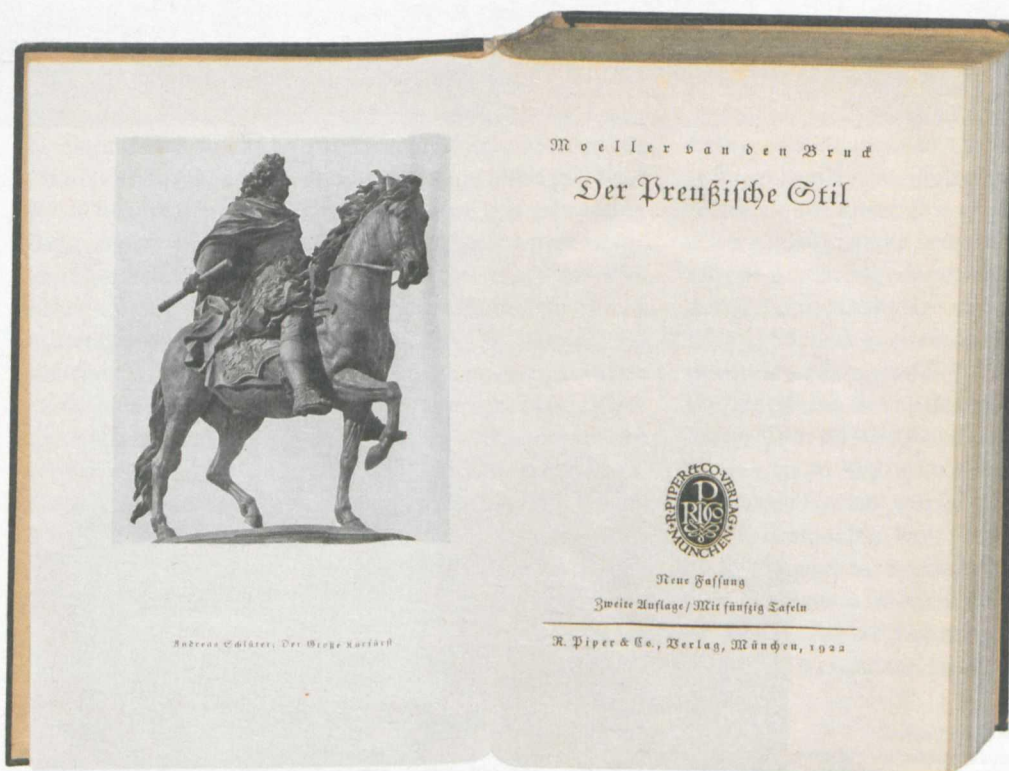 Andreas Schlüter: Der Große Kurfürst
Moeller van den Bruck
Der Preußische Stil
R·PIPER & CO·VERLAG·
MÜNCHEN
P
R P CO
Neue Fassung
Zweite Auflage / Mit fünfzig Tafeln
R. Piper & Co., Verlag, München, 1922